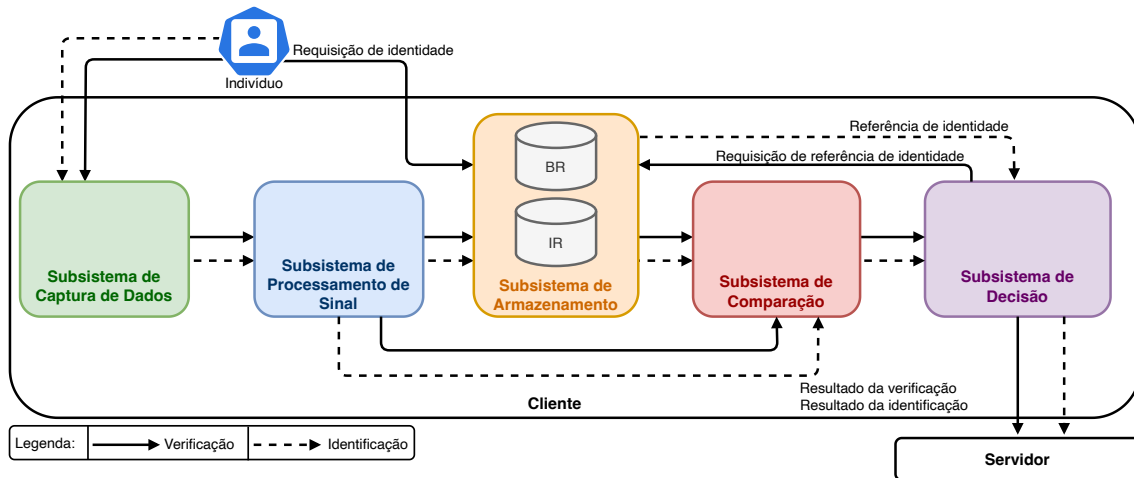 Requisição de identidade
Indivíduo
BR
Referência de identidade
Requisição de referência de identidade
IR
Subsistema de
Captura de Dados
Subsistema de
Processamento de
Sinal
Subsistema de
Armazenamento
Subsistema de
Comparação
Subsistema de
Decisão
Resultado da verificação
Resultado da identificação
Cliente
Legenda:
Verificação
Identificação
Servidor